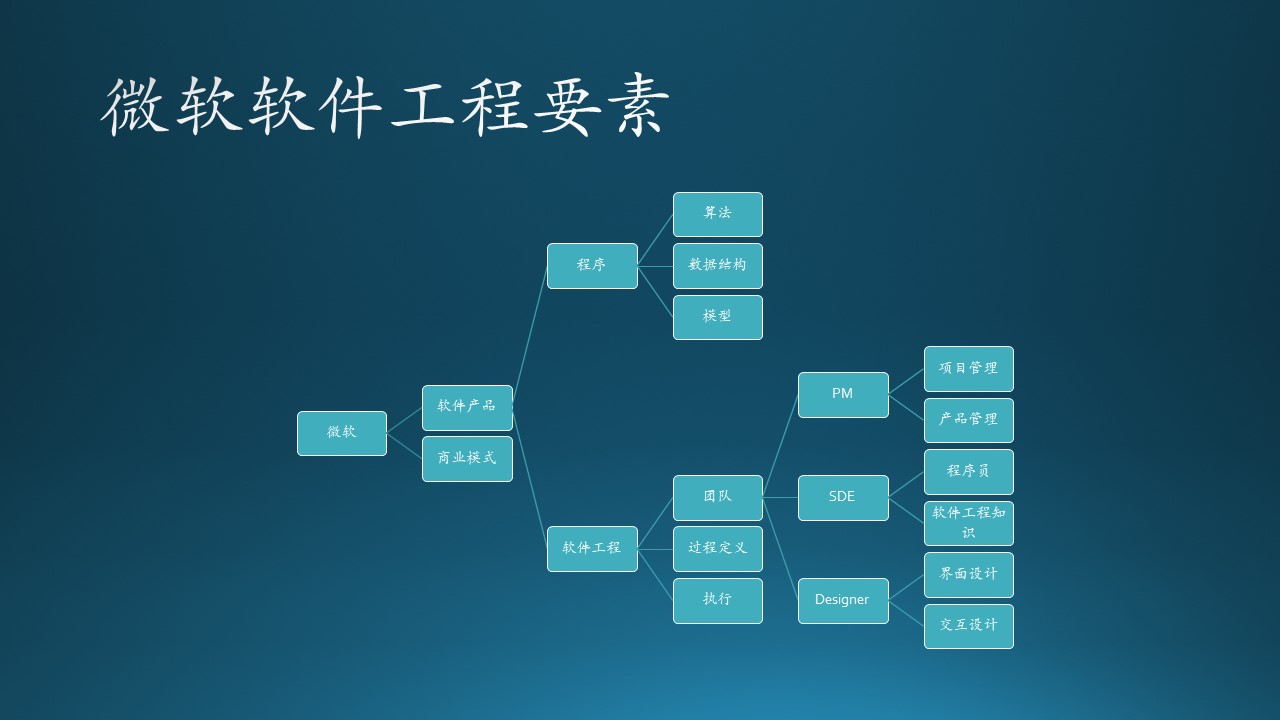 微软软件工程要素
微软
软件产品
商业模式
程序
算法
数据结构
模型
软件工程
团队
过程定义
执行
PM
项目管理
产品管理
SDE
程序员
软件工程知
识
Designer
界面设计
交互设计